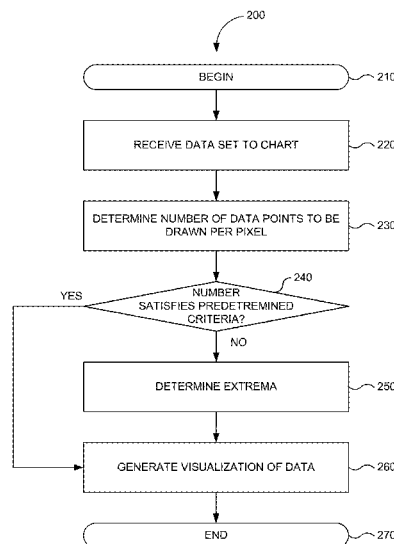 200
BEGIN
210
RECEIVE DATA SET TO CHART
220
DETERMINE NUMBER OF DATA POINTS TO BE
DRAWN PER PIXEL
230
240
YES
NUMBER
SATISFIES PREDETREMINED
CRITERIA?
NO
DETERMINE EXTREMA
250
GENERATE VISUALIZATION OF DATA
260
END
270